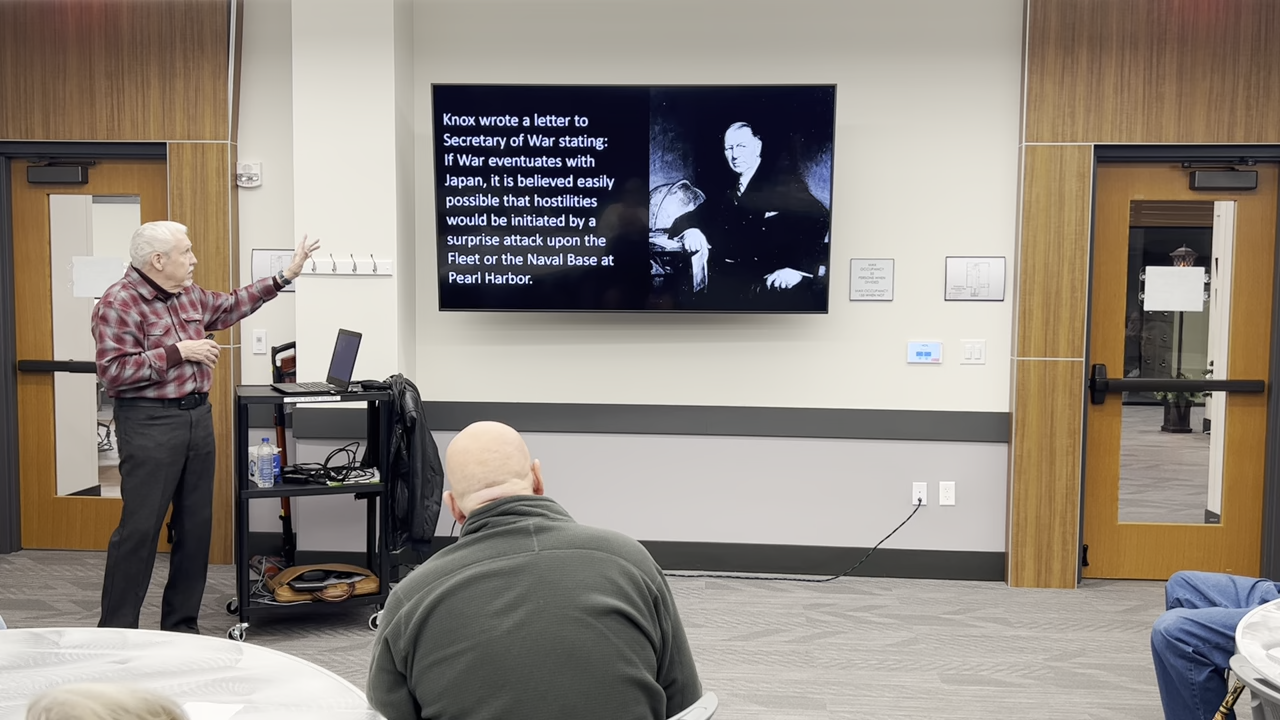 Knox wrote a letter to
Secretary of War stating:
If War eventuates with
Japan, it is believed easily
possible that hostilities
would be initiated by a
surprise attack upon the
Fleet or the Naval Base at
Pearl Harbor.